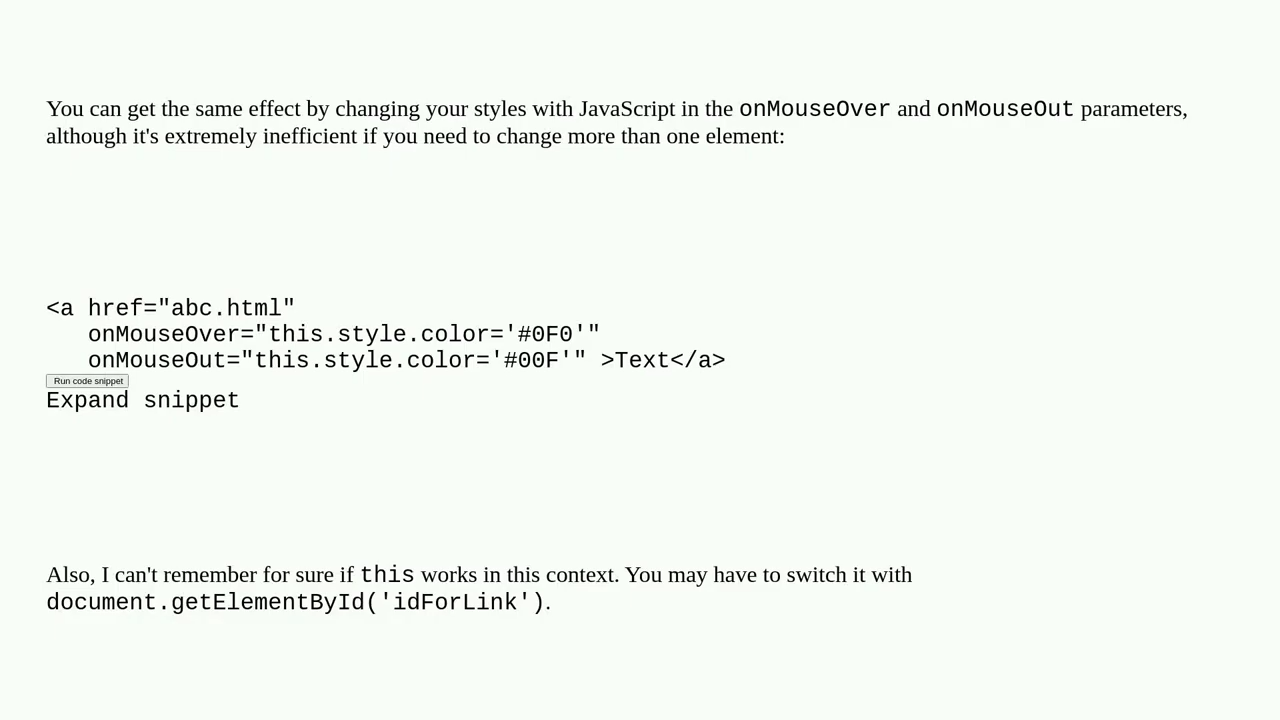 You can get the same effect by changing your styles with JavaScript in the onMouseOver and onMouseOut parameters,
although it's extremely inefficient if you need to change more than one element:
<a href="abc.html"
   onMouseOver="this.style.color='#0F0'"
   onMouseOut="this.style.color='#00F'" >Text</a>
Run code snippet
Expand snippet
Also, I can't remember for sure if this works in this context. You may have to switch it with
document.getElementById('idForLink').